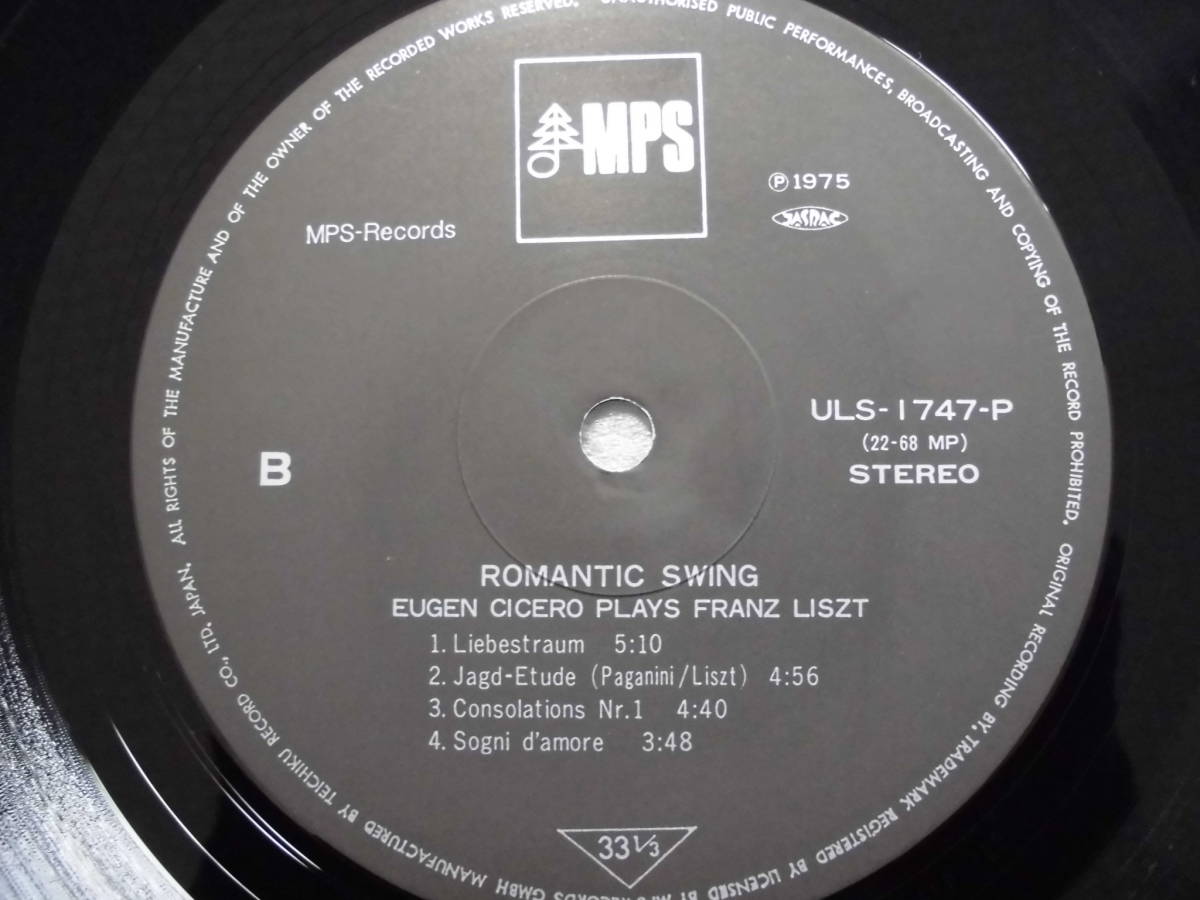 MPS
MPS-Records
Ⓟ1975
JASRAC
B
ULS-1747-P
(22-68 MP)
STEREO
ROMANTIC SWING
EUGEN CICERO PLAYS FRANZ LISZT
1. Liebestraum 5:10
2. Jagd-Etude (Paganini/Liszt) 4:56
3. Consolations Nr.1 4:40
4. Sogni d'amore 3:48
33 1/3
ALL RIGHTS OF THE MANUFACTURE AND OF THE OWNER OF THE RECORDED WORKS RESERVED. UNAUTHORISED PUBLIC PERFORMANCES, BROADCASTING AND COPYING OF THE RECORD PROHIBITED. ORIGINAL RECORDING BY, TRADEMARK REGISTERED BY, LICENSED BY MPS RECORDS GMBH MANUFACTURED BY TEICHIKU RECORD CO., LTD, JAPAN.